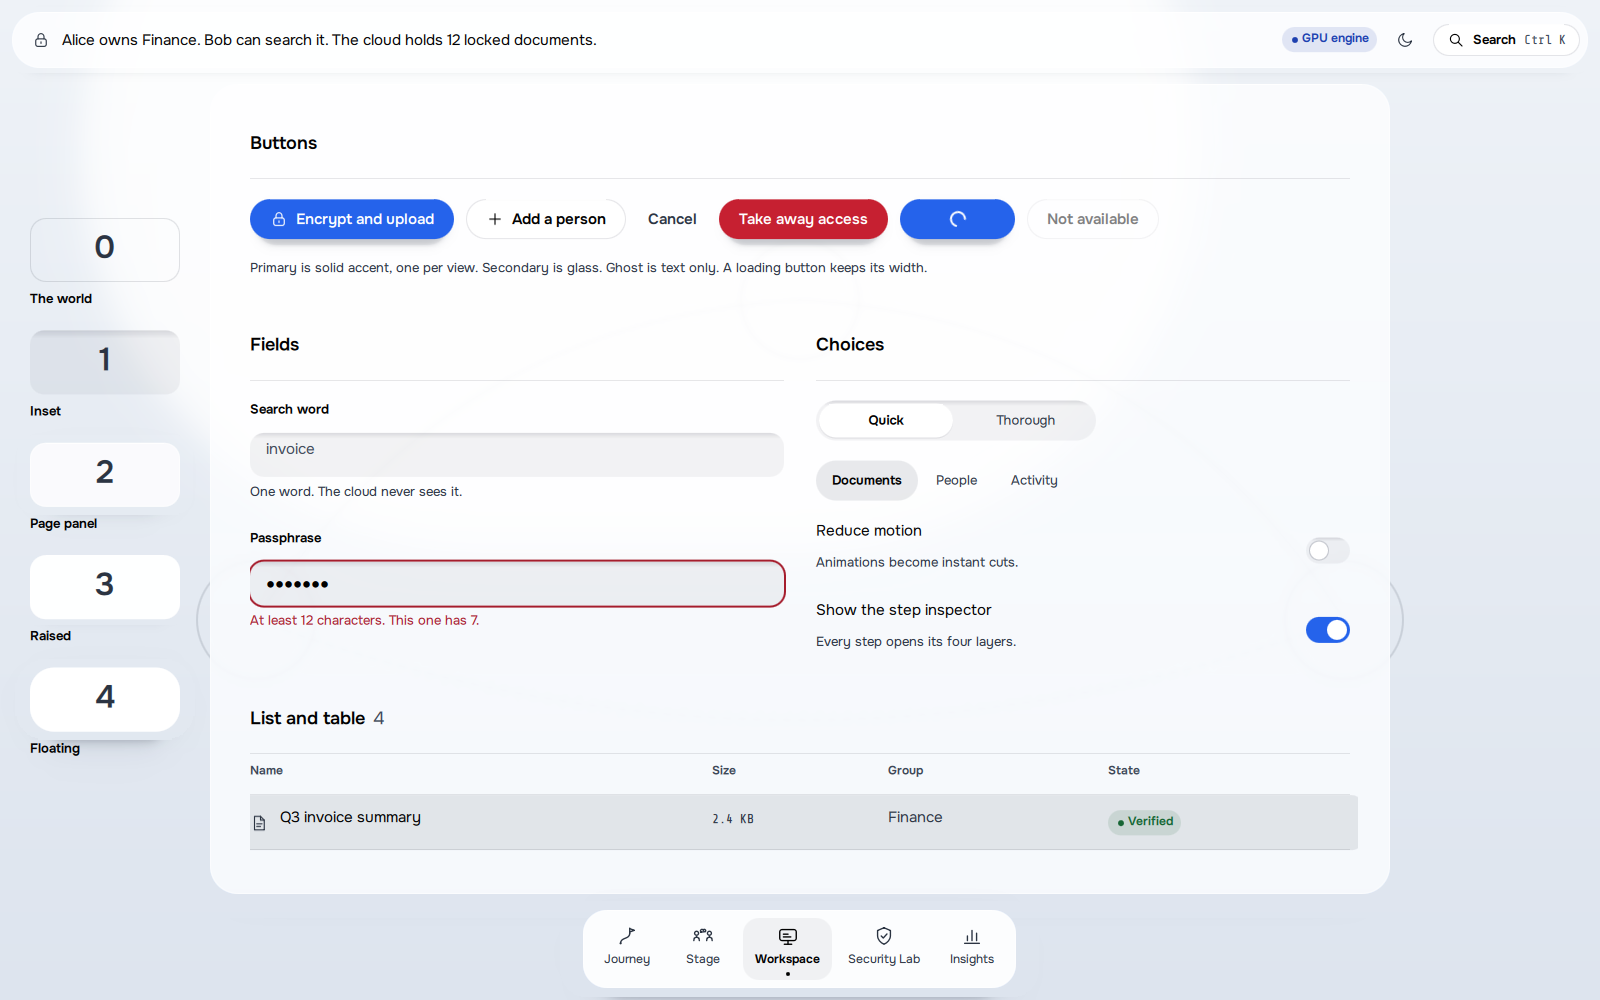 Alice owns Finance. Bob can search it. The cloud holds 12 locked documents.
GPU engine
Search Ctrl K
0
The world
1
Inset
2
Page panel
3
Raised
4
Floating
Buttons
Encrypt and upload
Add a person
Cancel
Take away access
Not available
Primary is solid accent, one per view. Secondary is glass. Ghost is text only. A loading button keeps its width.
Fields
Search word
invoice
One word. The cloud never sees it.
Passphrase
•••••••
At least 12 characters. This one has 7.
Choices
Quick
Thorough
Documents
People
Activity
Reduce motion
Animations become instant cuts.
Show the step inspector
Every step opens its four layers.
List and table 4
Name Size Group State
Q3 invoice summary 2.4 KB Finance Verified
Journey
Stage
Workspace
Security Lab
Insights